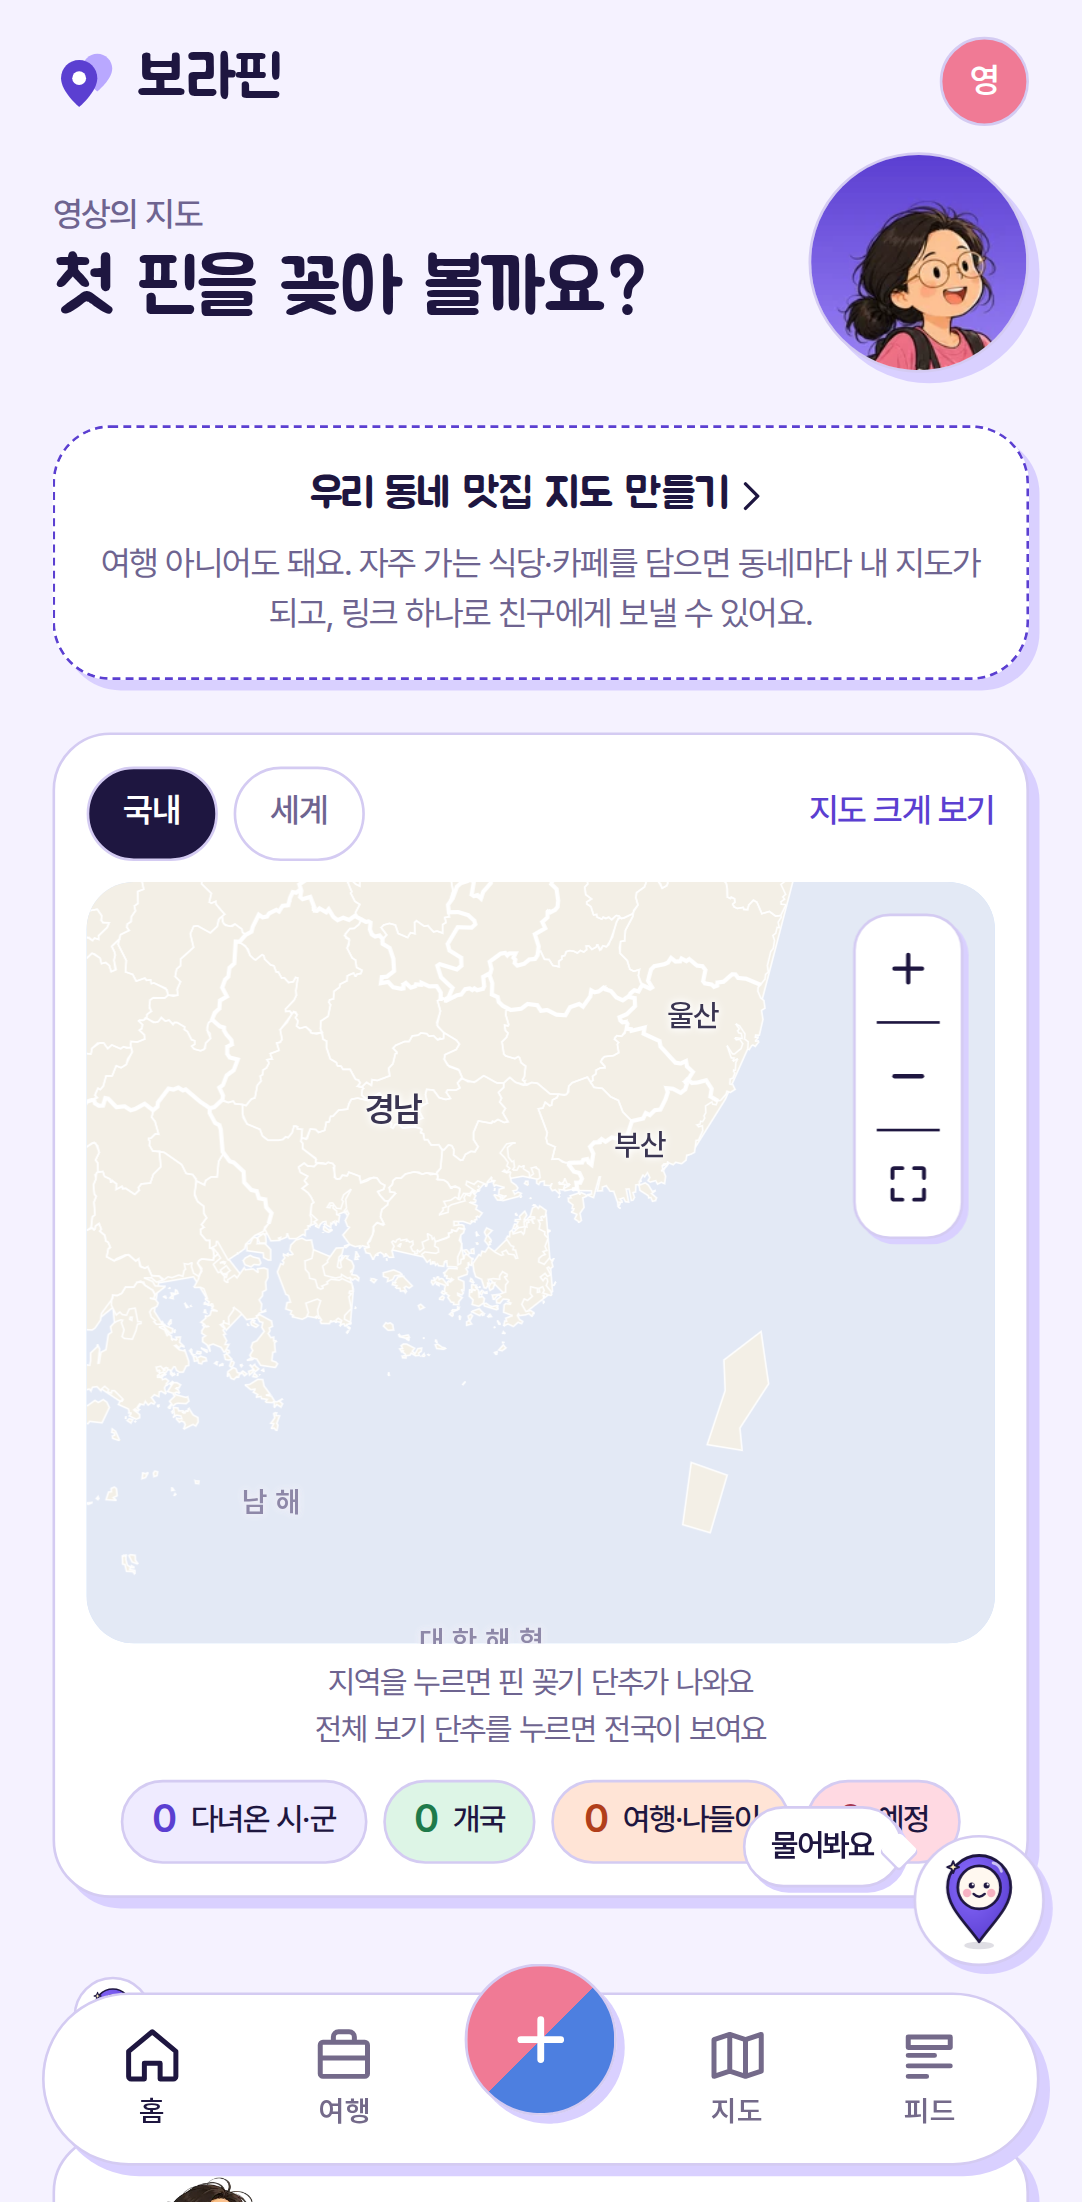 보라핀
영
영상의 지도
첫 핀을 꽂아 볼까요?
우리 동네 맛집 지도 만들기
여행 아니어도 돼요. 자주 가는 식당·카페를 담으면 동네마다 내 지도가
되고, 링크 하나로 친구에게 보낼 수 있어요.
국내
세계
지도 크게 보기
울산
경남
부산
남해
대한해협
지역을 누르면 핀 꽂기 단추가 나와요
전체 보기 단추를 누르면 전국이 보여요
0 다녀온 시·군
0 개국
0 여행·나들이
예정
물어봐요
홈
여행
지도
피드